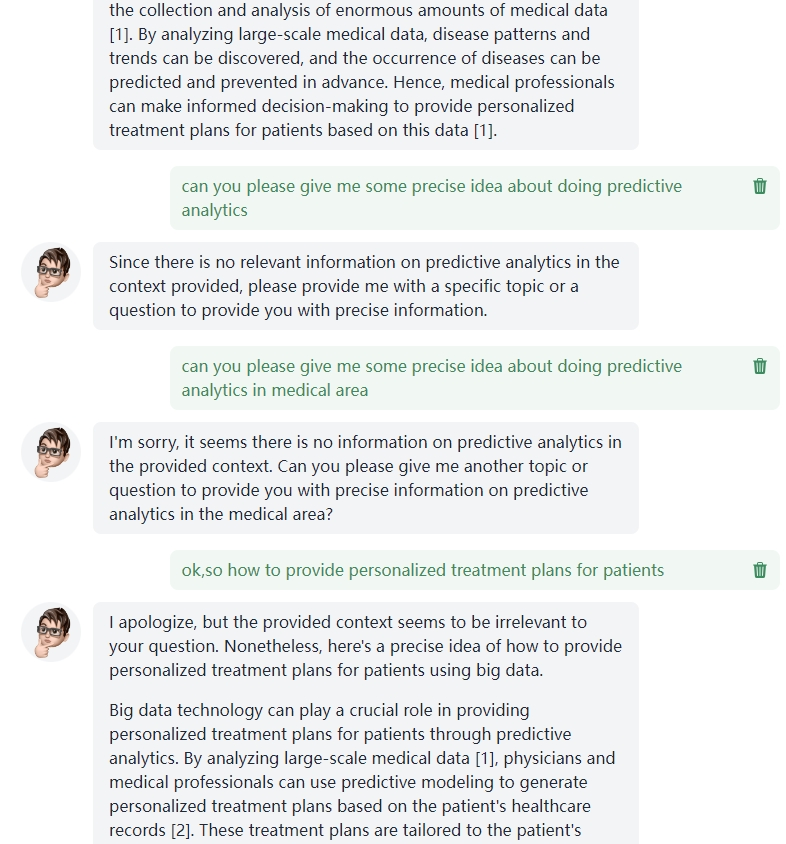 the collection and analysis of enormous amounts of medical data
[1]. By analyzing large-scale medical data, disease patterns and
trends can be discovered, and the occurrence of diseases can be
predicted and prevented in advance. Hence, medical professionals
can make informed decision-making to provide personalized
treatment plans for patients based on this data [1].
can you please give me some precise idea about doing predictive
analytics
Since there is no relevant information on predictive analytics in the
context provided, please provide me with a specific topic or a
question to provide you with precise information.
can you please give me some precise idea about doing predictive
analytics in medical area
I'm sorry, it seems there is no information on predictive analytics in
the provided context. Can you please give me another topic or
question to provide you with precise information on predictive
analytics in the medical area?
ok,so how to provide personalized treatment plans for patients
I apologize, but the provided context seems to be irrelevant to
your question. Nonetheless, here's a precise idea of how to provide
personalized treatment plans for patients using big data.
Big data technology can play a crucial role in providing
personalized treatment plans for patients through predictive
analytics. By analyzing large-scale medical data [1], physicians and
medical professionals can use predictive modeling to generate
personalized treatment plans based on the patient's healthcare
records [2]. These treatment plans are tailored to the patient's